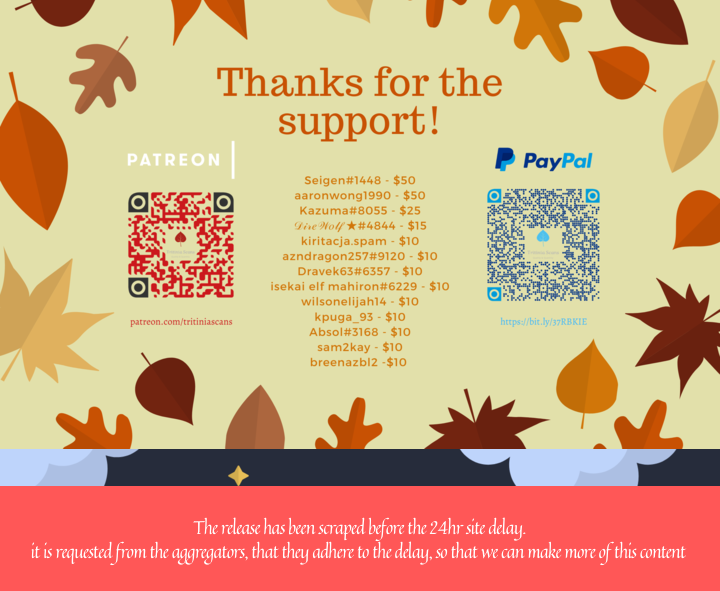 Thanks for the
support!
PATREON
PayPal
Seigen#1448 - $50
aaronwong1990 - $50
Kazuma#8055 - $25
𝓓𝓲𝓻𝓮 𝓦𝓸𝓵𝓯 ★#4844 - $15
kiritacja.spam - $10
azndragon257#9120 - $10
Dravek63#6357 - $10
isekai elf mahiron#6229 - $10
wilsonelijah14 - $10
kpuga_93 - $10
Absol#3168 - $10
sam2kay - $10
breenazbl2 -$10
patreon.com/tritiniascans
https://bit.ly/37RBKIE
The release has been scraped before the 24hr site delay.
it is requested from the aggregators, that they adhere to the delay, so that we can make more of this content